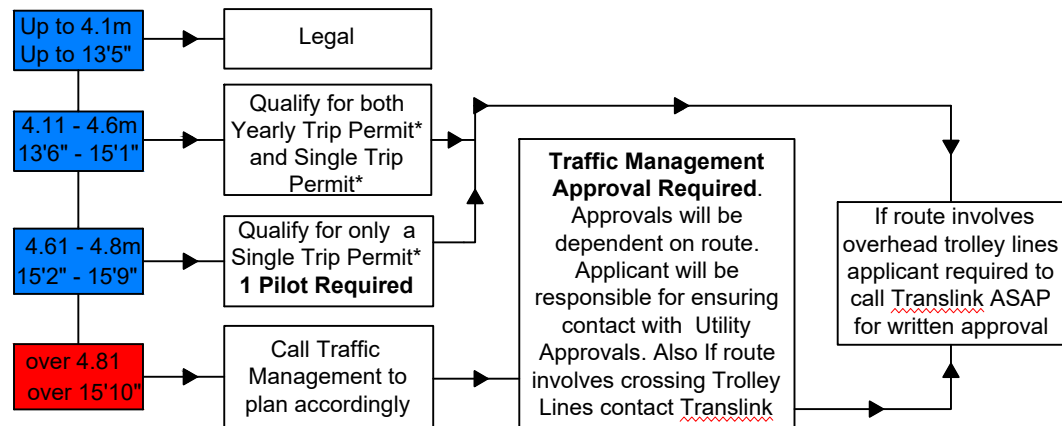 Up to 4.1m
Up to 13'5"
Legal
4.11 - 4.6m
13'6" - 15'1"
Qualify for both
Yearly Trip Permit*
and Single Trip
Permit*
4.61 - 4.8m
15'2" - 15'9"
Qualify for only a
Single Trip Permit*
1 Pilot Required
over 4.81
over 15'10"
Call Traffic
Management to
plan accordingly
Traffic Management
Approval Required.
Approvals will be
dependent on route.
Applicant will be
responsible for ensuring
contact with Utility
Approvals. Also If route
involves crossing Trolley
Lines contact Translink
If route involves
overhead trolley lines
applicant required to
call Translink ASAP
for written approval